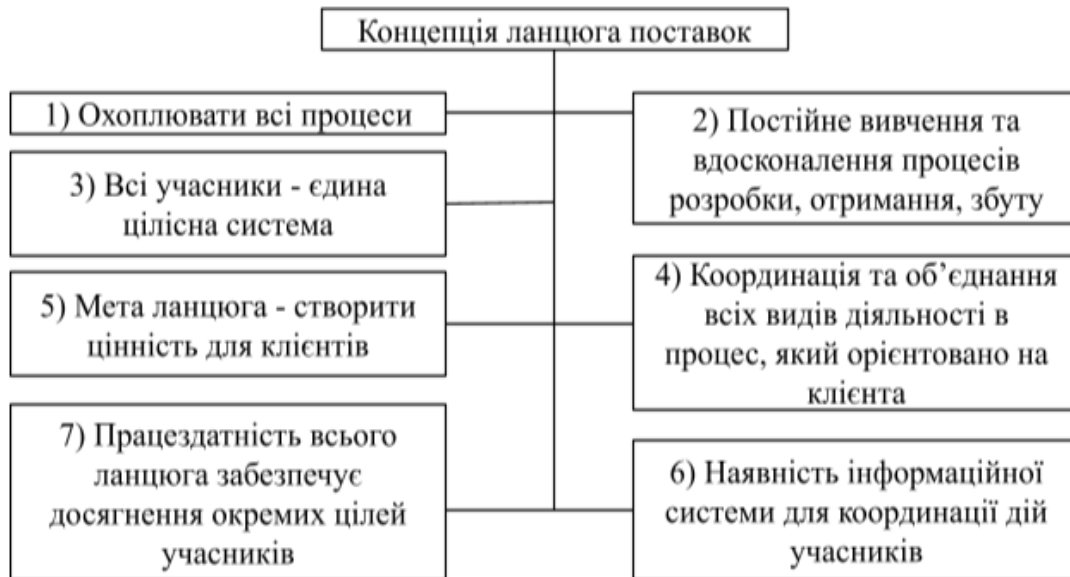 Концепція ланцюга поставок
1) Охоплювати всі процеси
2) Постійне вивчення та
вдосконалення процесів
розробки, отримання, збуту
3) Всі учасники - єдина
цілісна система
4) Координація та об’єднання
всіх видів діяльності в
процес, який орієнтовано на
клієнта
5) Мета ланцюга - створити
цінність для клієнтів
6) Наявність інформаційної
системи для координації дій
учасників
7) Працездатність всього
ланцюга забезпечує
досягнення окремих цілей
учасників